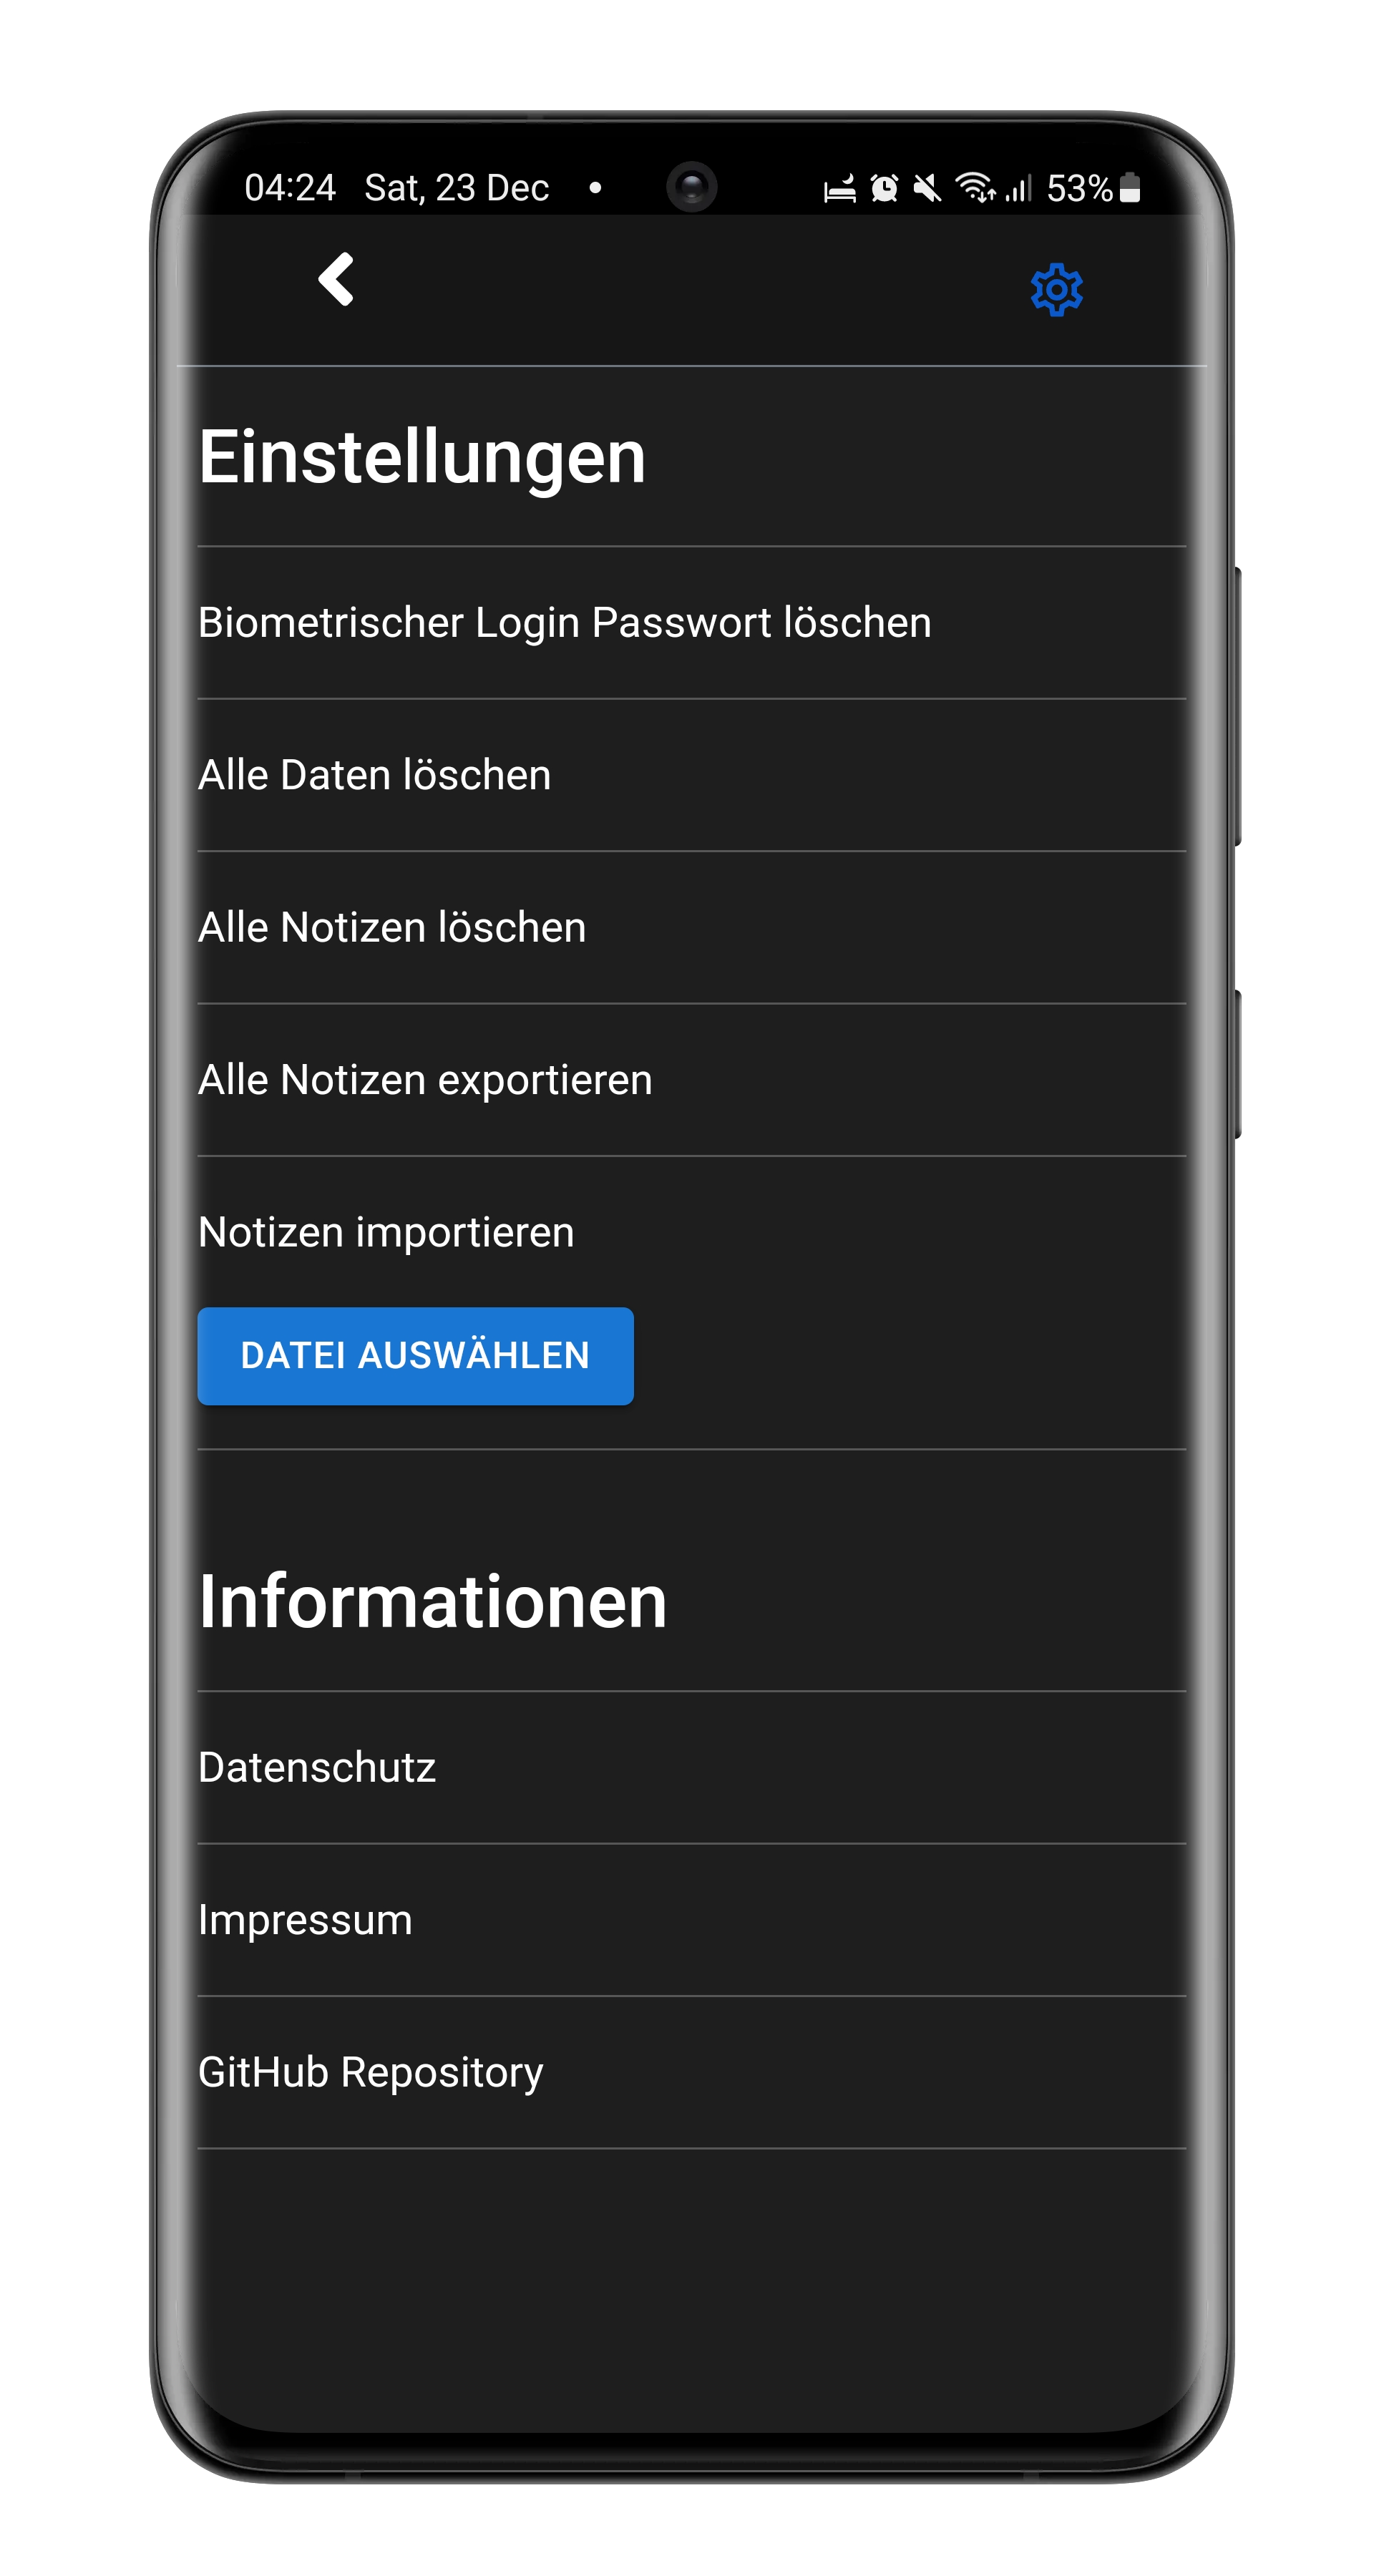 04:24 Sat, 23 Dec • 53%
Einstellungen
Biometrischer Login Passwort löschen
Alle Daten löschen
Alle Notizen löschen
Alle Notizen exportieren
Notizen importieren
DATEI AUSWÄHLEN
Informationen
Datenschutz
Impressum
GitHub Repository